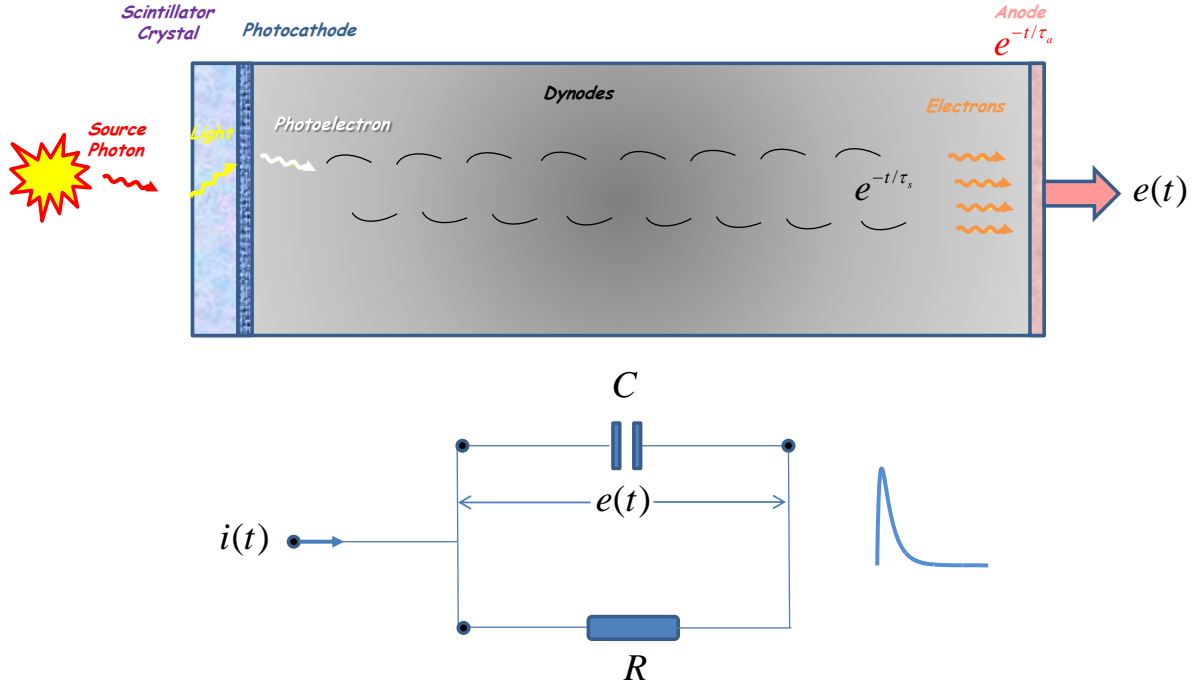 Scintillator
Crystal
Photocathode
Anode
e^{-t/τ_a}
Dynodes
Electrons
Source
Photon
Light
Photoelectron
e^{-t/τ_s}
e(t)
C
e(t)
i(t)
R